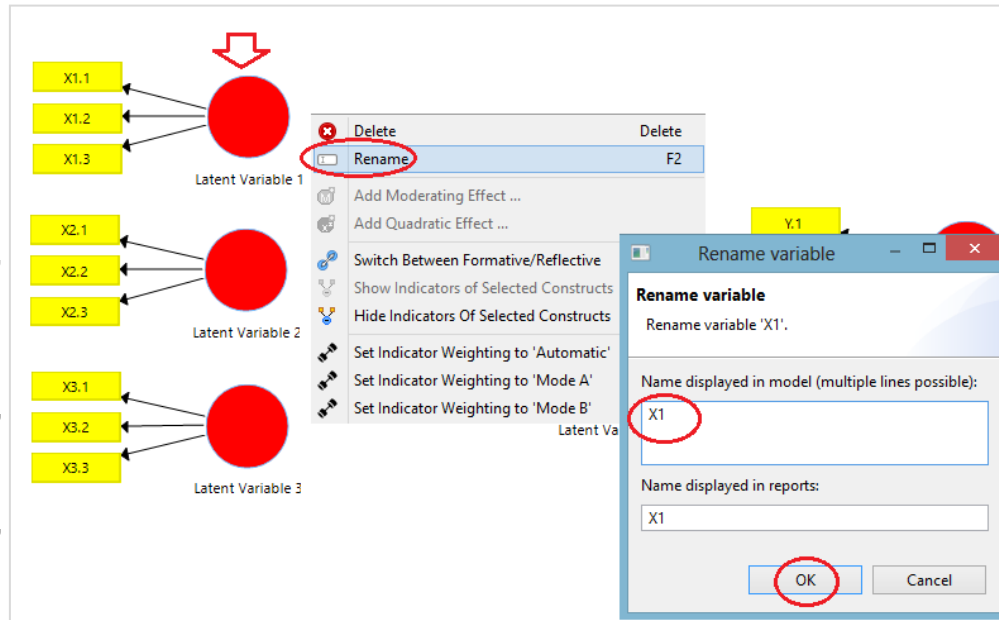 X1.1
X1.2
X1.3
Latent Variable 1
X2.1
X2.2
X2.3
Latent Variable 2
X3.1
X3.2
X3.3
Latent Variable 3
Delete Delete
Rename F2
Add Moderating Effect ...
Add Quadratic Effect ...
Switch Between Formative/Reflective
Show Indicators of Selected Constructs
Hide Indicators Of Selected Constructs
Set Indicator Weighting to 'Automatic'
Set Indicator Weighting to 'Mode A'
Set Indicator Weighting to 'Mode B'
Latent Va
Y.1
Rename variable
Rename variable
Rename variable 'X1'.
Name displayed in model (multiple lines possible):
X1
Name displayed in reports:
X1
OK Cancel